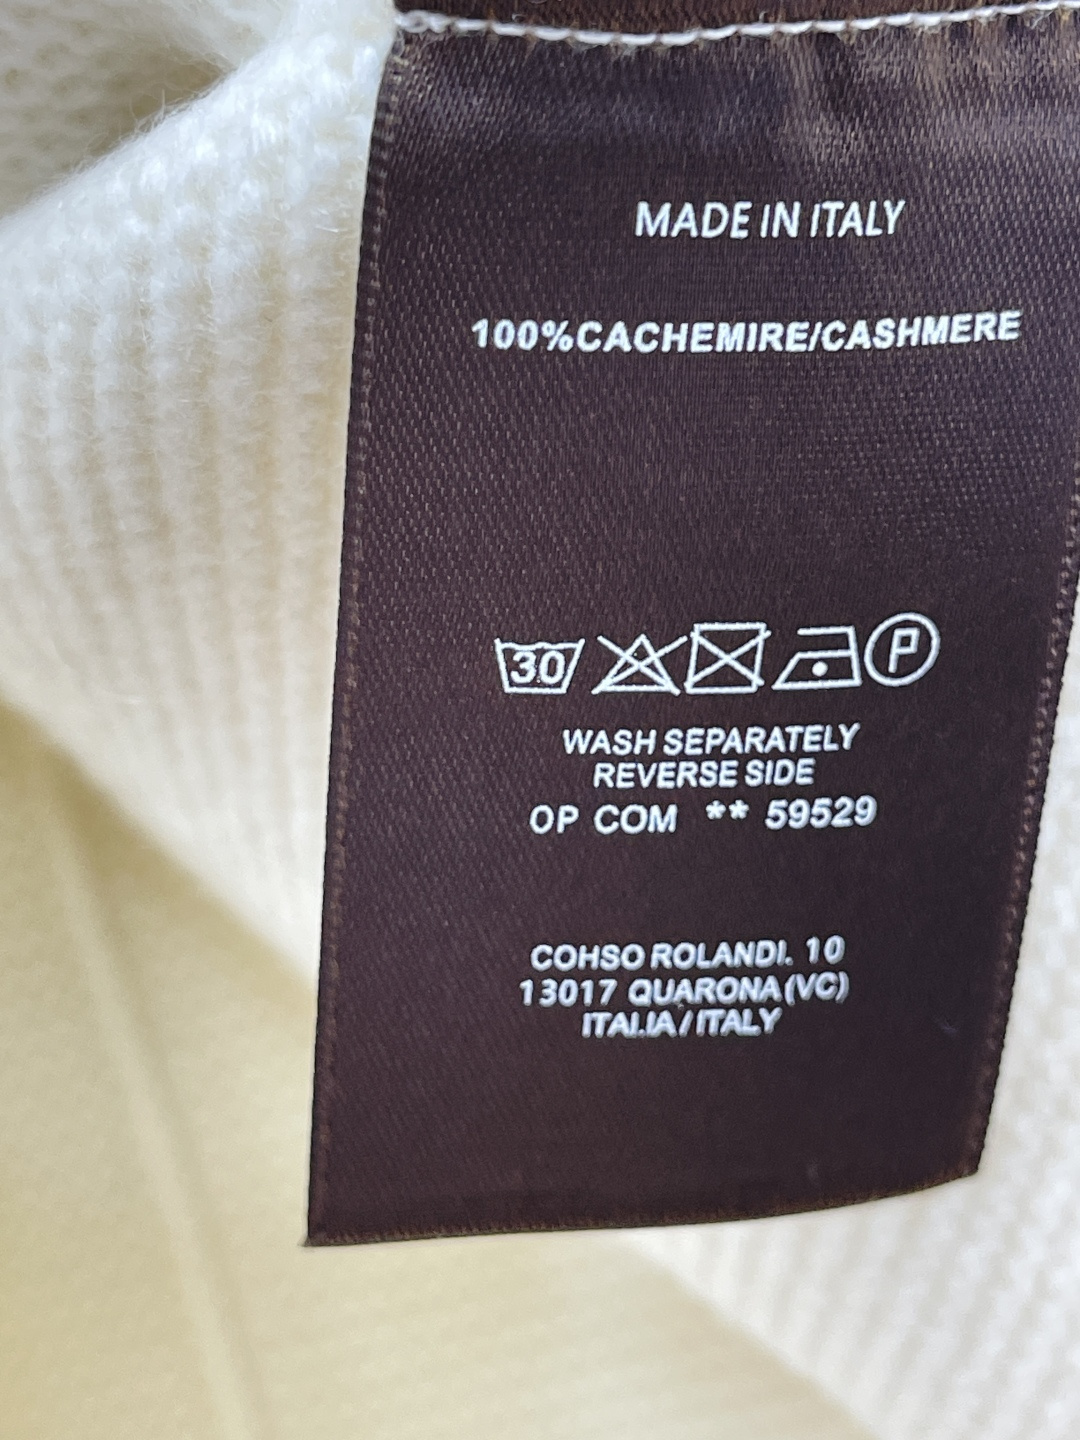 MADE IN ITALY
100%CACHEMIRE/CASHMERE
30 P
WASH SEPARATELY
REVERSE SIDE
OP COM ** 59529
COHSO ROLANDI. 10
13017 QUARONA (VC)
ITALIA / ITALY